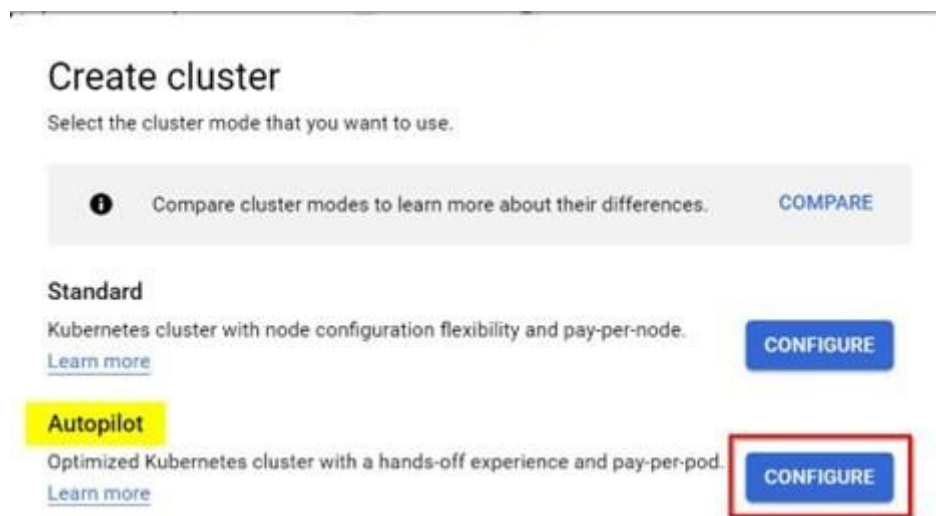 Create cluster
Select the cluster mode that you want to use.
Compare cluster modes to learn more about their differences. COMPARE
Standard
Kubernetes cluster with node configuration flexibility and pay-per-node.
CONFIGURE
Learn more
Autopilot
Optimized Kubernetes cluster with a hands-off experience and pay-per-pod.
CONFIGURE
Learn more